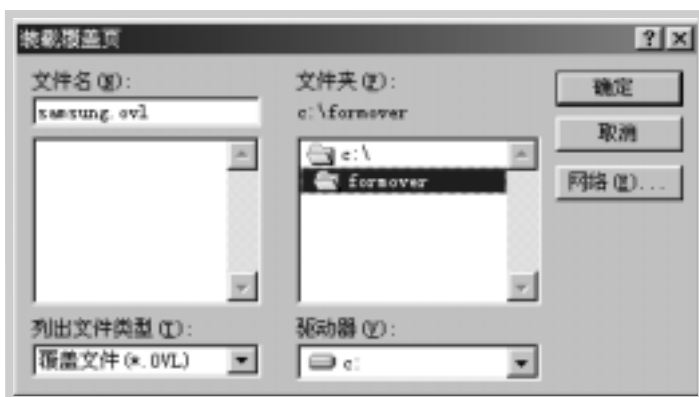 装载覆盖页
文件名(N):
samsung.ovl
文件夹(F):
c:\formover
c:\
formover
确定
取消
网络(N)...
列出文件类型(T):
覆盖文件(*.OVL)
驱动器(V):
c: